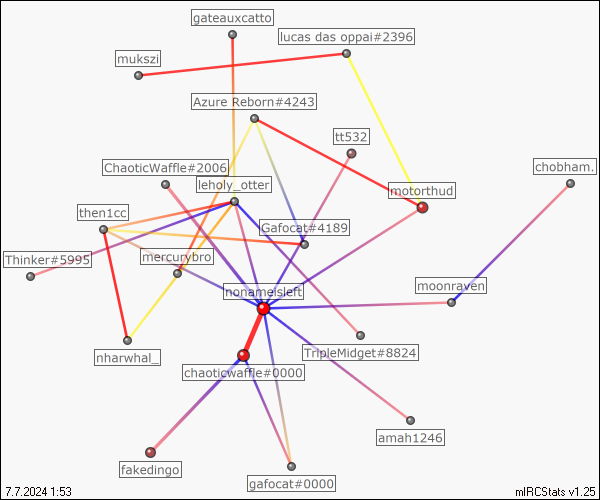 gateauxcatto
lucas das oppai#2396
mukszi
Azure Reborn#4243
tt532
ChaoticWaffle#2006
chobham.
leholy_otter
motorthud
then1cc
Gafocat#4189
Thinker#5995
mercurybro
moonraven
nonameisleft
nharwhal_
TripleMidget#8824
chaoticwaffle#0000
amah1246
fakedingo
gafocat#0000
7.7.2024 1:53
mIRCStats v1.25